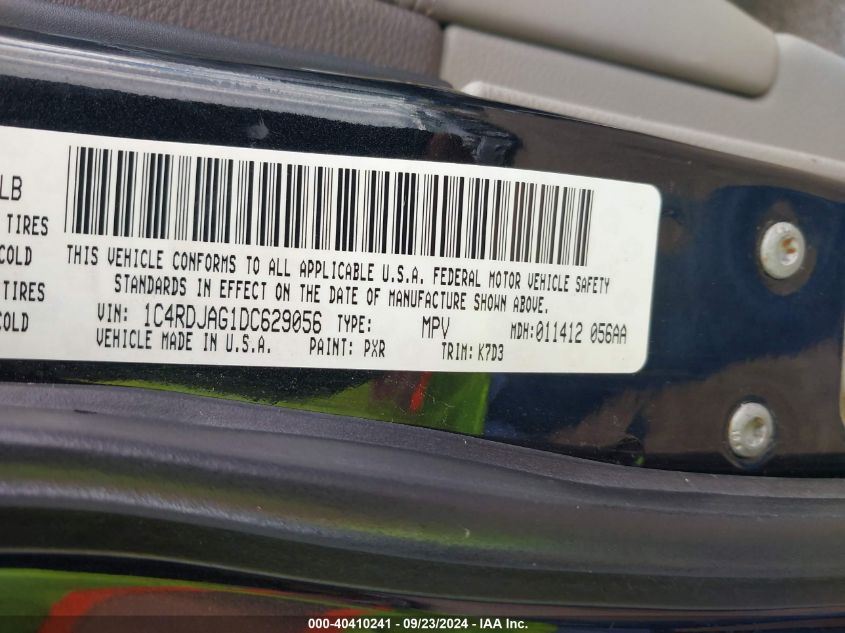 LB
TIRES
COLD
TIRES
COLD
THIS VEHICLE CONFORMS TO ALL APPLICABLE U.S.A. FEDERAL MOTOR VEHICLE SAFETY
STANDARDS IN EFFECT ON THE DATE OF MANUFACTURE SHOWN ABOVE.
VIN: 1C4RDJAG1DC629056 TYPE: MPV MDH:011412 056AA
VEHICLE MADE IN U.S.A. PAINT: PXR TRIM: K7D3
000-40410241 - 09/23/2024 - IAA Inc.